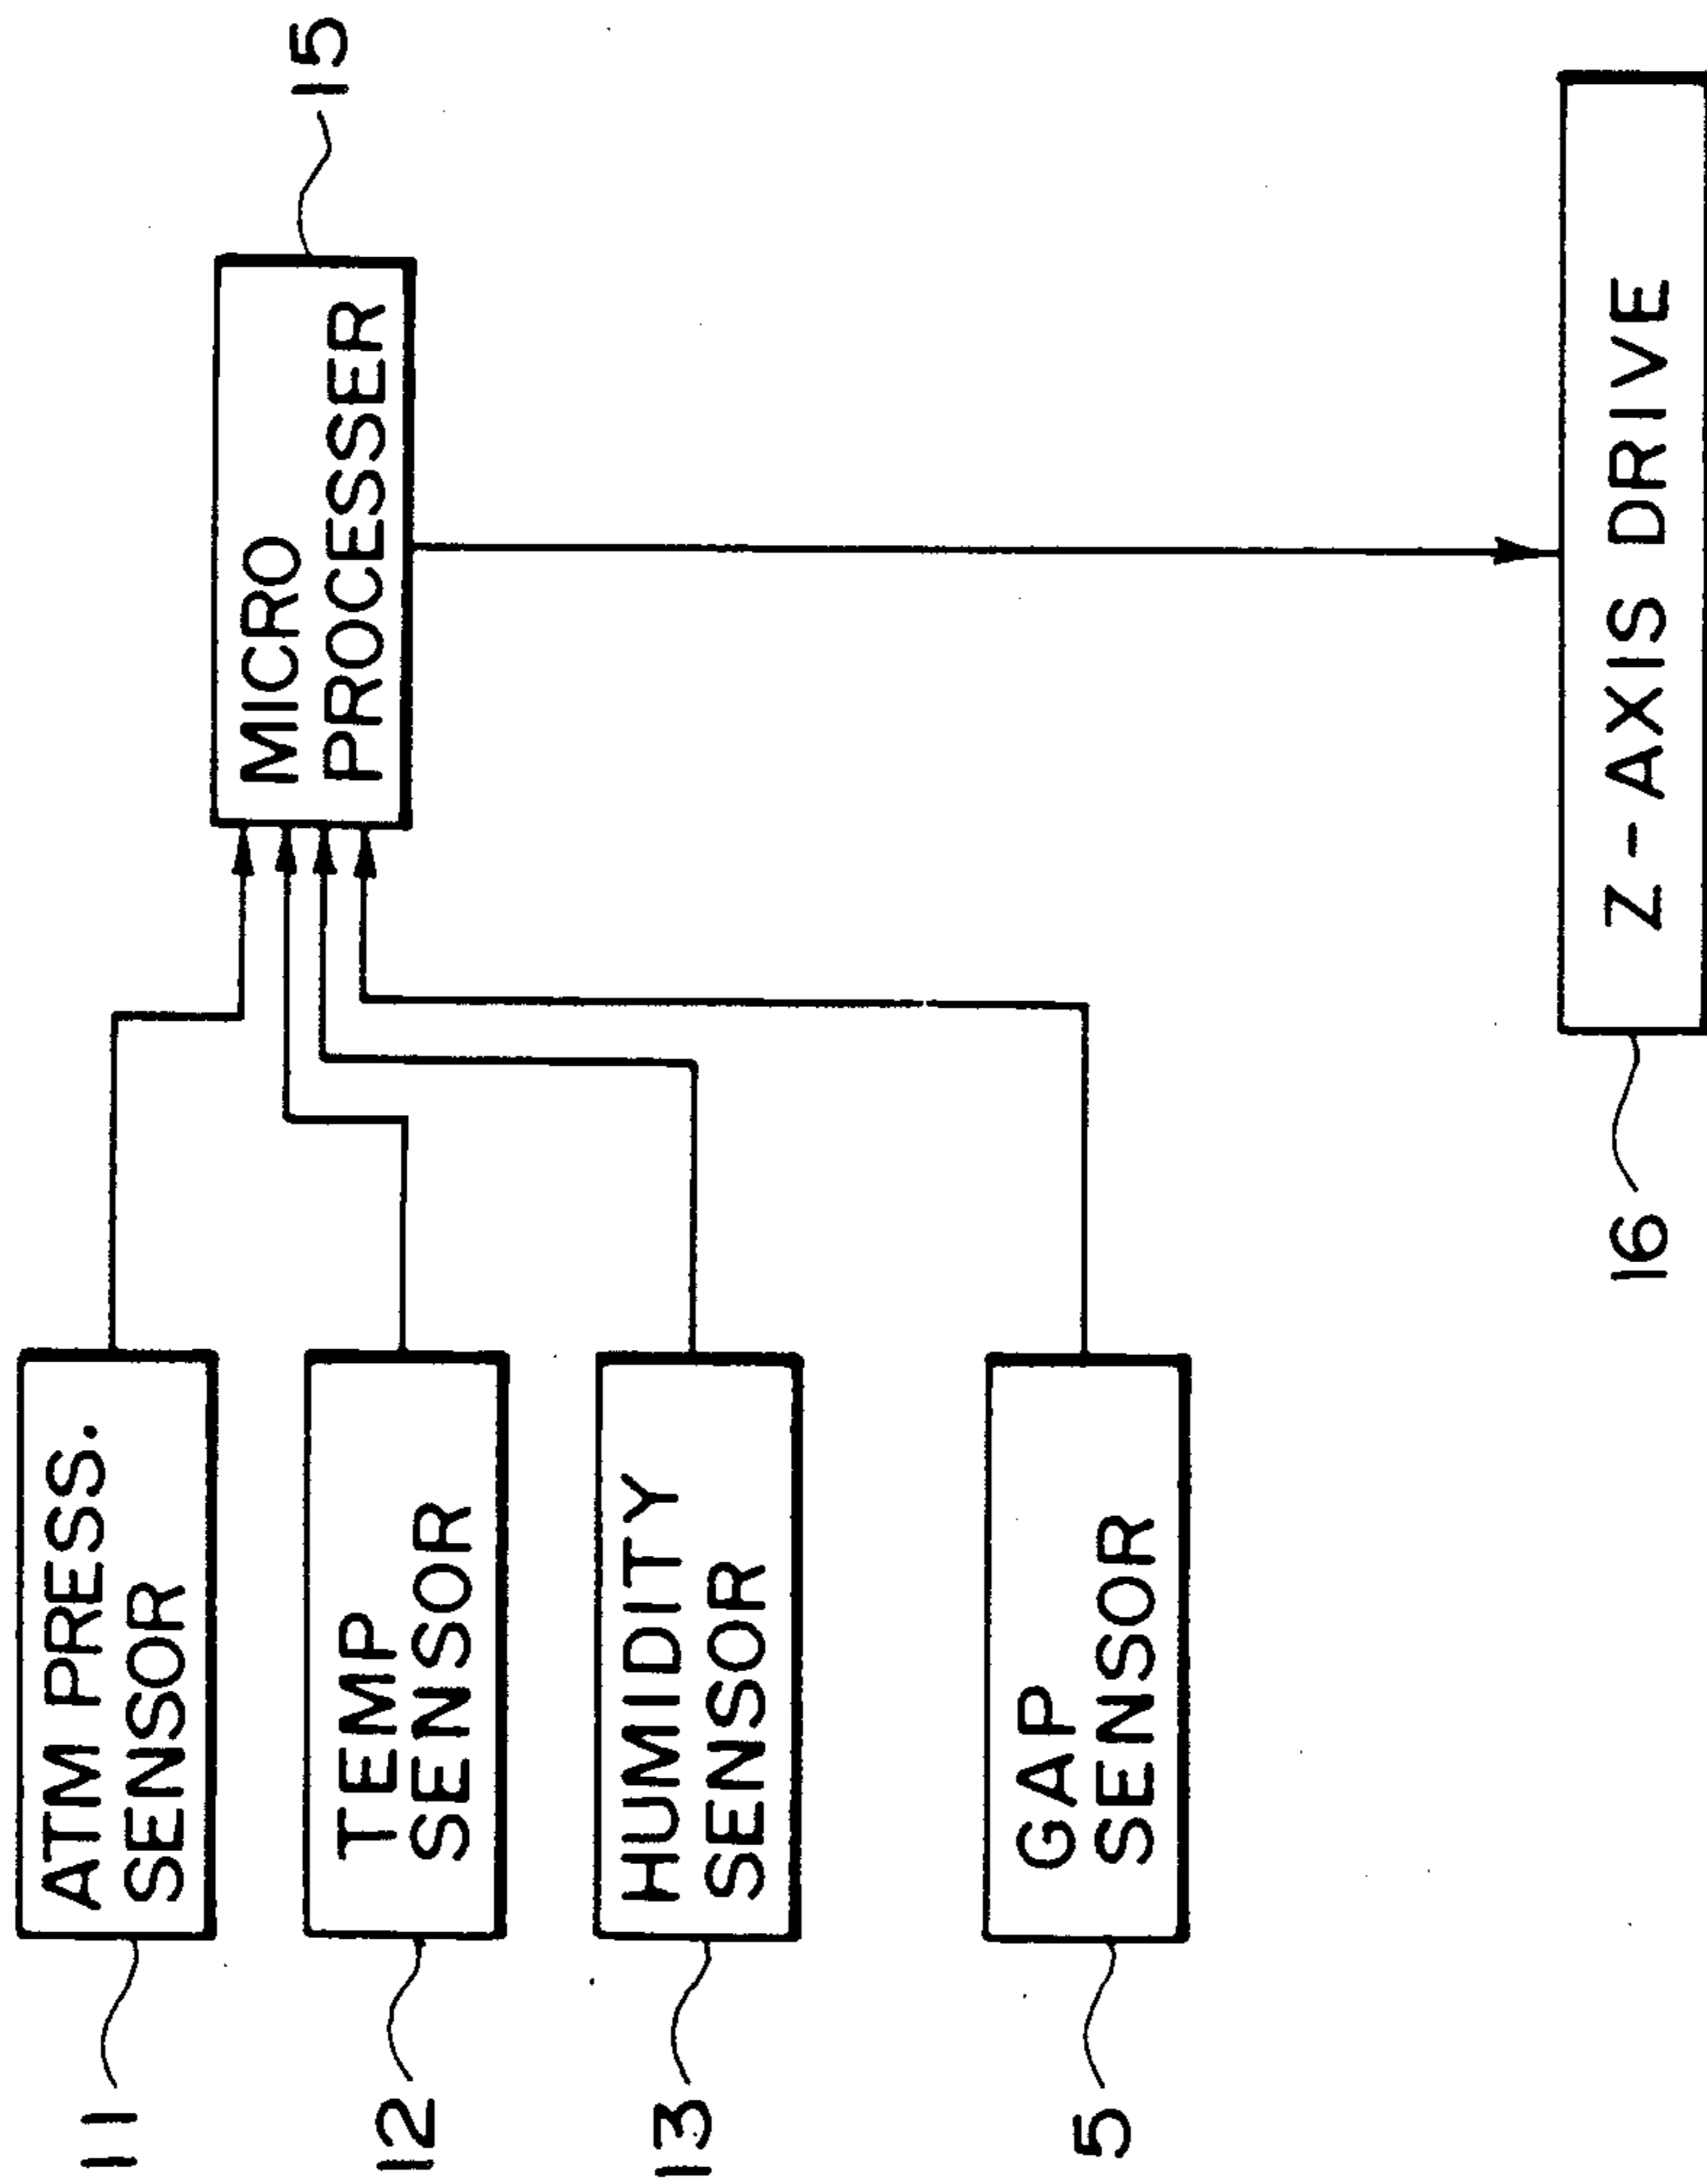 11
ATM PRESS.
SENSOR
12
TEMP
SENSOR
13
HUMIDITY
SENSOR
5
GAP
SENSOR
15
MICRO
PROCESSER
16
Z-AXIS DRIVE